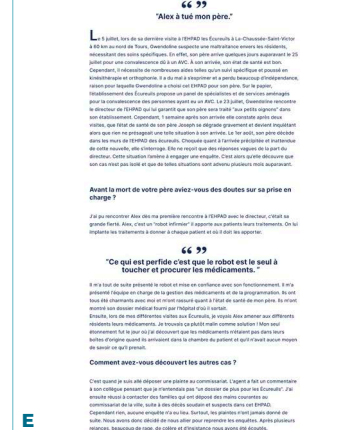 “Alex à tué mon père.”
Le 5 juillet, lors de sa dernière visite à l'EHPAD les Écureuils à La-Chaussée-Saint-Victor
à 60 km au nord de Tours, Gwendoline suspecte une maltraitance envers les résidents,
nécessitant des soins spécifiques. En effet, son père arrive quelques jours auparavant le 25
juillet pour une convalescence dû à un AVC. À son arrivée, son état de santé est bon.
Cependant, il nécessite de nombreuses aides telles qu'un suivi spécifique et poussé en
kinésithérapie et orthophonie. Il a du mal à s'exprimer et a perdu beaucoup d'indépendance,
raison pour laquelle Gwendoline a choisi cet EHPAD pour son père. Sur le papier,
l'établissement des Écureuils propose un panel de spécialistes et de services aménagés
pour la convalescence des personnes ayant eu un AVC. Le 23 juillet, Gwendoline rencontre
le directeur de l'EHPAD qui lui garantit que son père sera traité "aux petits oignons" dans
son établissement. Cependant, 1 semaine après son arrivée elle constate après deux
visites, que l'état de santé de son père Joseph se dégrade gravement et devient inquiétant
alors que rien ne présageait une telle situation à son arrivée. Le 1er août, son père décède
dans les murs de l'EHPAD des écureuils. Choquée quant à l'arrivée précipitée et inattendue
de cette nouvelle, elle s'interroge. Elle ne reçoit que des réponses vagues de la part du
directeur. Cette situation l'amène à engager une enquête. C'est alors qu'elle découvre que
son cas n'est pas isolé et que de telles situations sont advenu plusieurs mois auparavant.
Avant la mort de votre père aviez-vous des doutes sur sa prise en
charge ?
J'ai pu rencontrer Alex dès ma première rencontre à l'EHPAD avec le directeur, c'était sa
grande fierté. Alex, c'est un "robot infirmier" il apporte aux patients leurs traitements. On lui
implante les traitements à donner à chaque patient et où il doit les apporter.
“Ce qui est perfide c'est que le robot est le seul à
toucher et procurer les médicaments. ”
Il m'a tout de suite présenté le robot et mise en confiance avec son fonctionnement. Il m'a
présenté l'équipe en charge de la gestion des médicaments et de la programmation. Ils ont
tous été charmants avec moi et m'ont rassuré quant à l'état de santé de mon père. Ils m'ont
montré son dossier médical fourni par l'hôpital d'où il sortait.
Ensuite, lors de mes différentes visites aux Écureuils, je voyais Alex amener aux différents
résidents leurs médicaments. Je trouvais ça plutôt malin comme solution ! Mon seul
étonnement fut le jour où j'ai découvert que les médicaments n'étaient pas dans leurs
boîtes d'origine quand ils arrivaient dans la chambre du patient et qu'il n'avait aucun moyen
de savoir ce qu'il prenait.
Comment avez-vous découvert les autres cas ?
C'est quand je suis allé déposer une plainte au commissariat. L'agent a fait un commentaire
à son collègue pensant que je n'entendais pas "un dossier de plus pour les Écureuils". J'ai
ensuite réussi à contacter des familles qui ont déposé des mains courantes au
commissariat de la ville, suite à des décès soudain et suspects dans cet EHPAD.
Cependant rien, aucune enquête n'a eu lieu. Surtout, les plaintes n'ont jamais donné de
suite. Nous avons donc décidé de nous allier pour reprendre les enquêtes. Après plusieurs
relances, beaucoup de rage, de colère et d'insistance nous avons été écoutés.
E